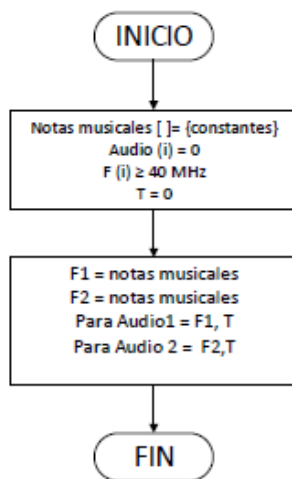 INICIO
Notas musicales [ ]= {constantes}
Audio (i) = 0
F (i) ≥ 40 MHz
T = 0
F1 = notas musicales
F2 = notas musicales
Para Audio1 = F1, T
Para Audio 2 = F2,T
FIN